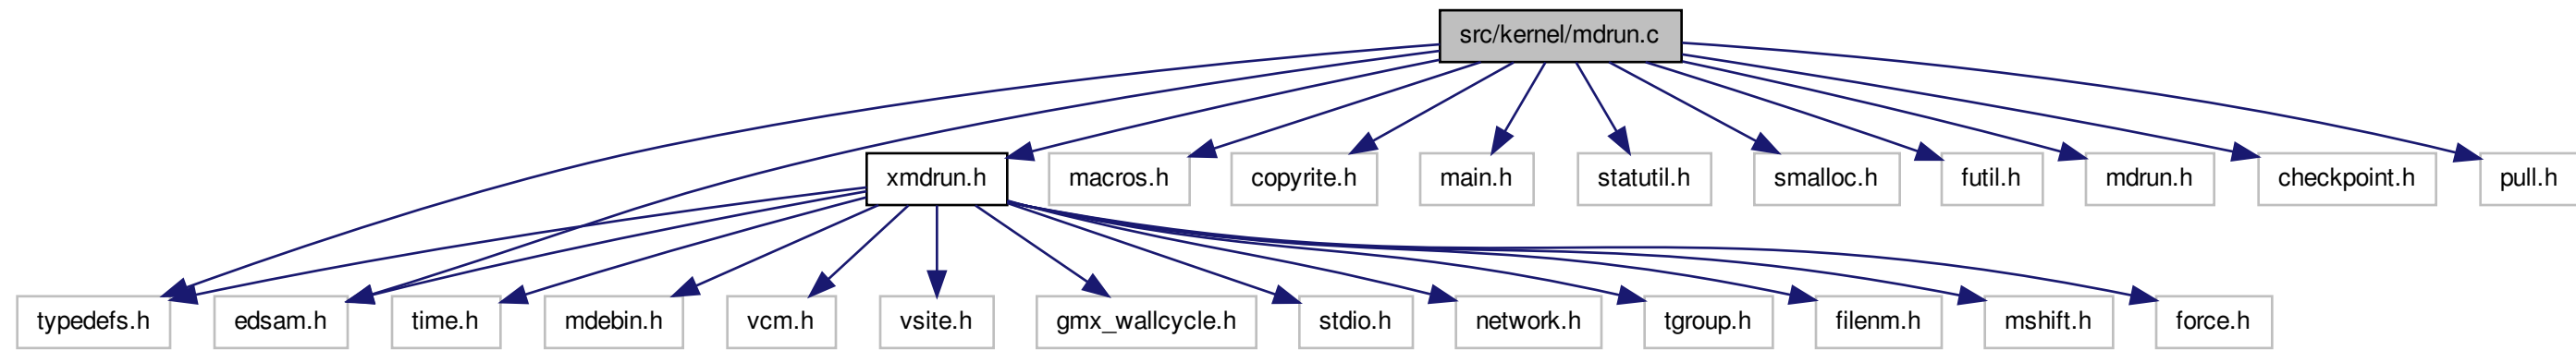 src/kernel/mdrun.c
xmdrun.h
macros.h
copyrite.h
main.h
statutil.h
smalloc.h
futil.h
mdrun.h
checkpoint.h
pull.h
typedefs.h
edsam.h
time.h
mdebin.h
vcm.h
vsite.h
gmx_wallcycle.h
stdio.h
network.h
tgroup.h
filenm.h
mshift.h
force.h